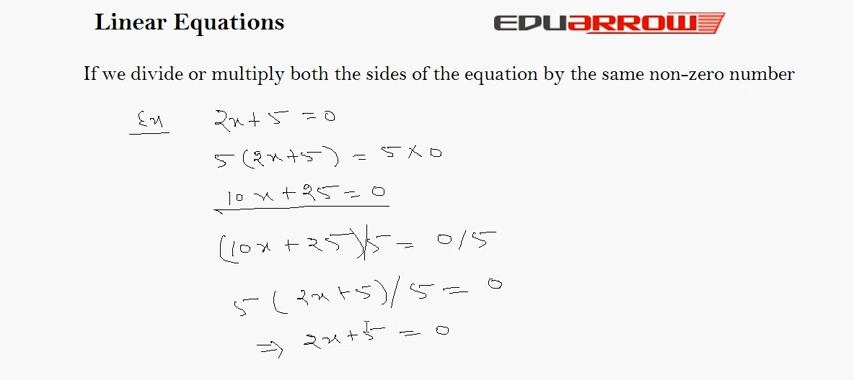 Linear Equations
EDUARROW
If we divide or multiply both the sides of the equation by the same non-zero number
Ex 2x+5=0
5(2x+5)=5×0
10x+25=0
(10x+25)/5=0/5
5(2x+5)/5=0
⇒2x+5=0